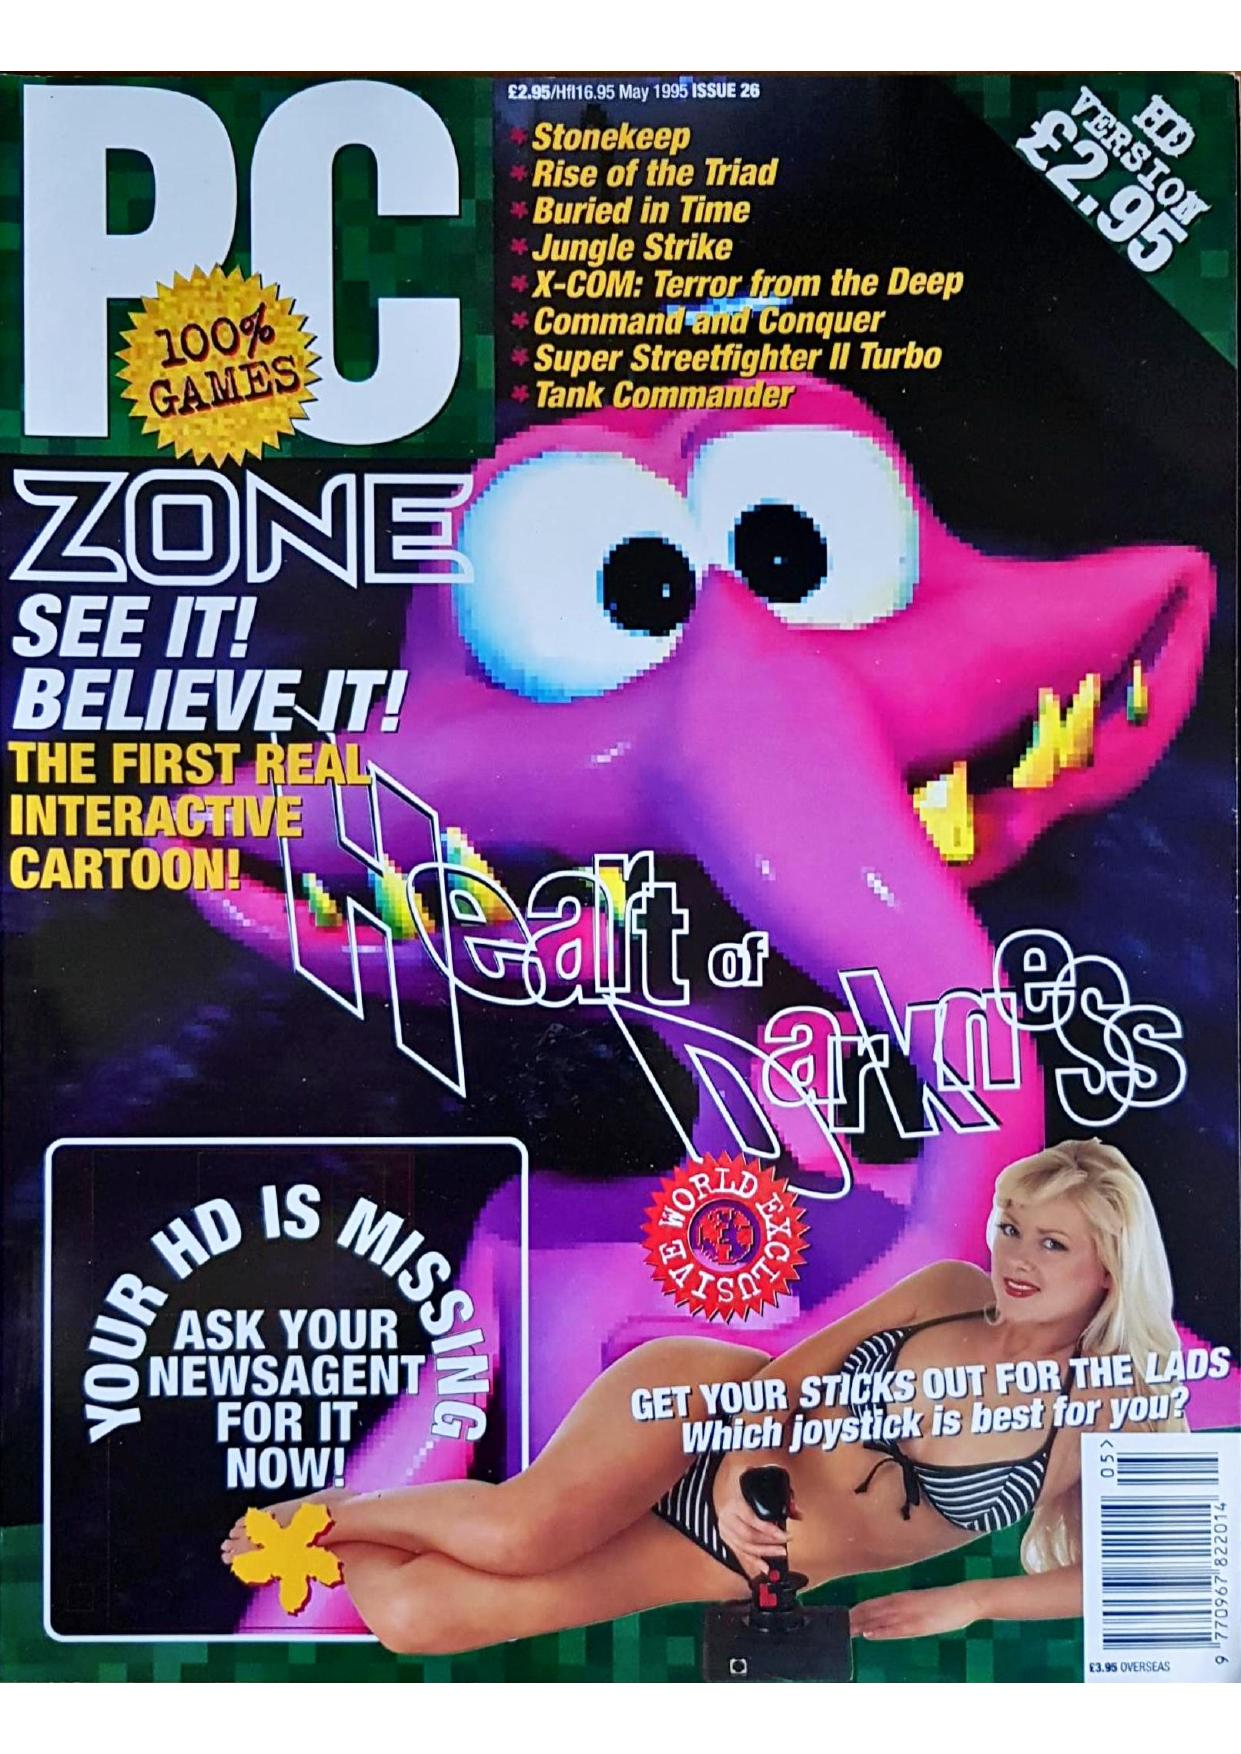 £2.95/Hfl16.95 May 1995 ISSUE 26
PC
100%
GAMES
ZONE
HD
VERSION
£2.95
Stonekeep
Rise of the Triad
Buried in Time
Jungle Strike
X-COM: Terror from the Deep
Command and Conquer
Super Streetfighter II Turbo
Tank Commander
SEE IT!
BELIEVE IT!
THE FIRST REAL
INTERACTIVE
CARTOON!
Heart of
Darkness
WORLD EXCLUSIVE
YOUR HD IS MISSING
ASK YOUR
NEWSAGENT
FOR IT
NOW!
GET YOUR STICKS OUT FOR THE LADS
Which joystick is best for you?
05>
9 770967 822014
£3.95 OVERSEAS